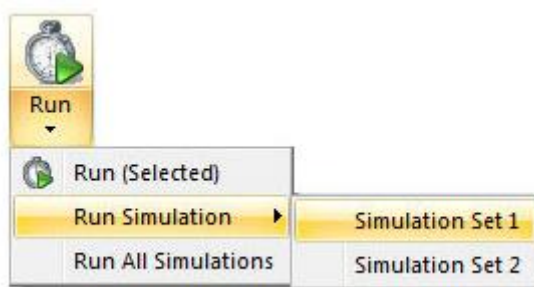 Run
Run (Selected)
Run Simulation
Simulation Set 1
Run All Simulations
Simulation Set 2